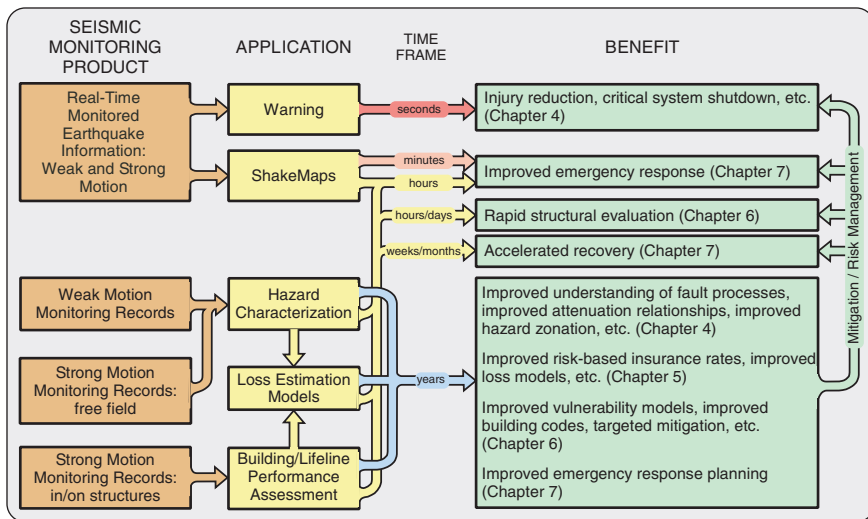 SEISMIC
MONITORING
PRODUCT
APPLICATION
TIME
FRAME
BENEFIT
Real-Time
Monitored
Earthquake
Information:
Weak and Strong
Motion
Warning
seconds
Injury reduction, critical system shutdown, etc.
(Chapter 4)
ShakeMaps
minutes
hours
Improved emergency response (Chapter 7)
hours/days
Rapid structural evaluation (Chapter 6)
weeks/months
Accelerated recovery (Chapter 7)
Weak Motion
Monitoring Records
Hazard
Characterization
Strong Motion
Monitoring Records:
free field
Loss Estimation
Models
years
Strong Motion
Monitoring Records:
in/on structures
Building/Lifeline
Performance
Assessment
Improved understanding of fault processes,
improved attenuation relationships, improved
hazard zonation, etc. (Chapter 4)
Improved risk-based insurance rates, improved
loss models, etc. (Chapter 5)
Improved vulnerability models, improved
building codes, targeted mitigation, etc.
(Chapter 6)
Improved emergency response planning
(Chapter 7)
Mitigation / Risk Management